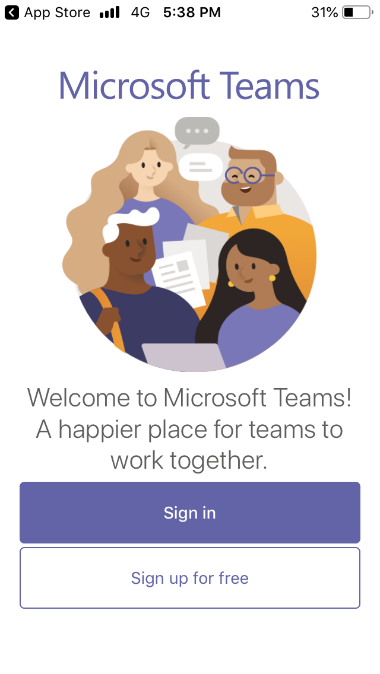 App Store 4G 5:38 PM 31%
Microsoft Teams
Welcome to Microsoft Teams!
A happier place for teams to
work together.
Sign in
Sign up for free